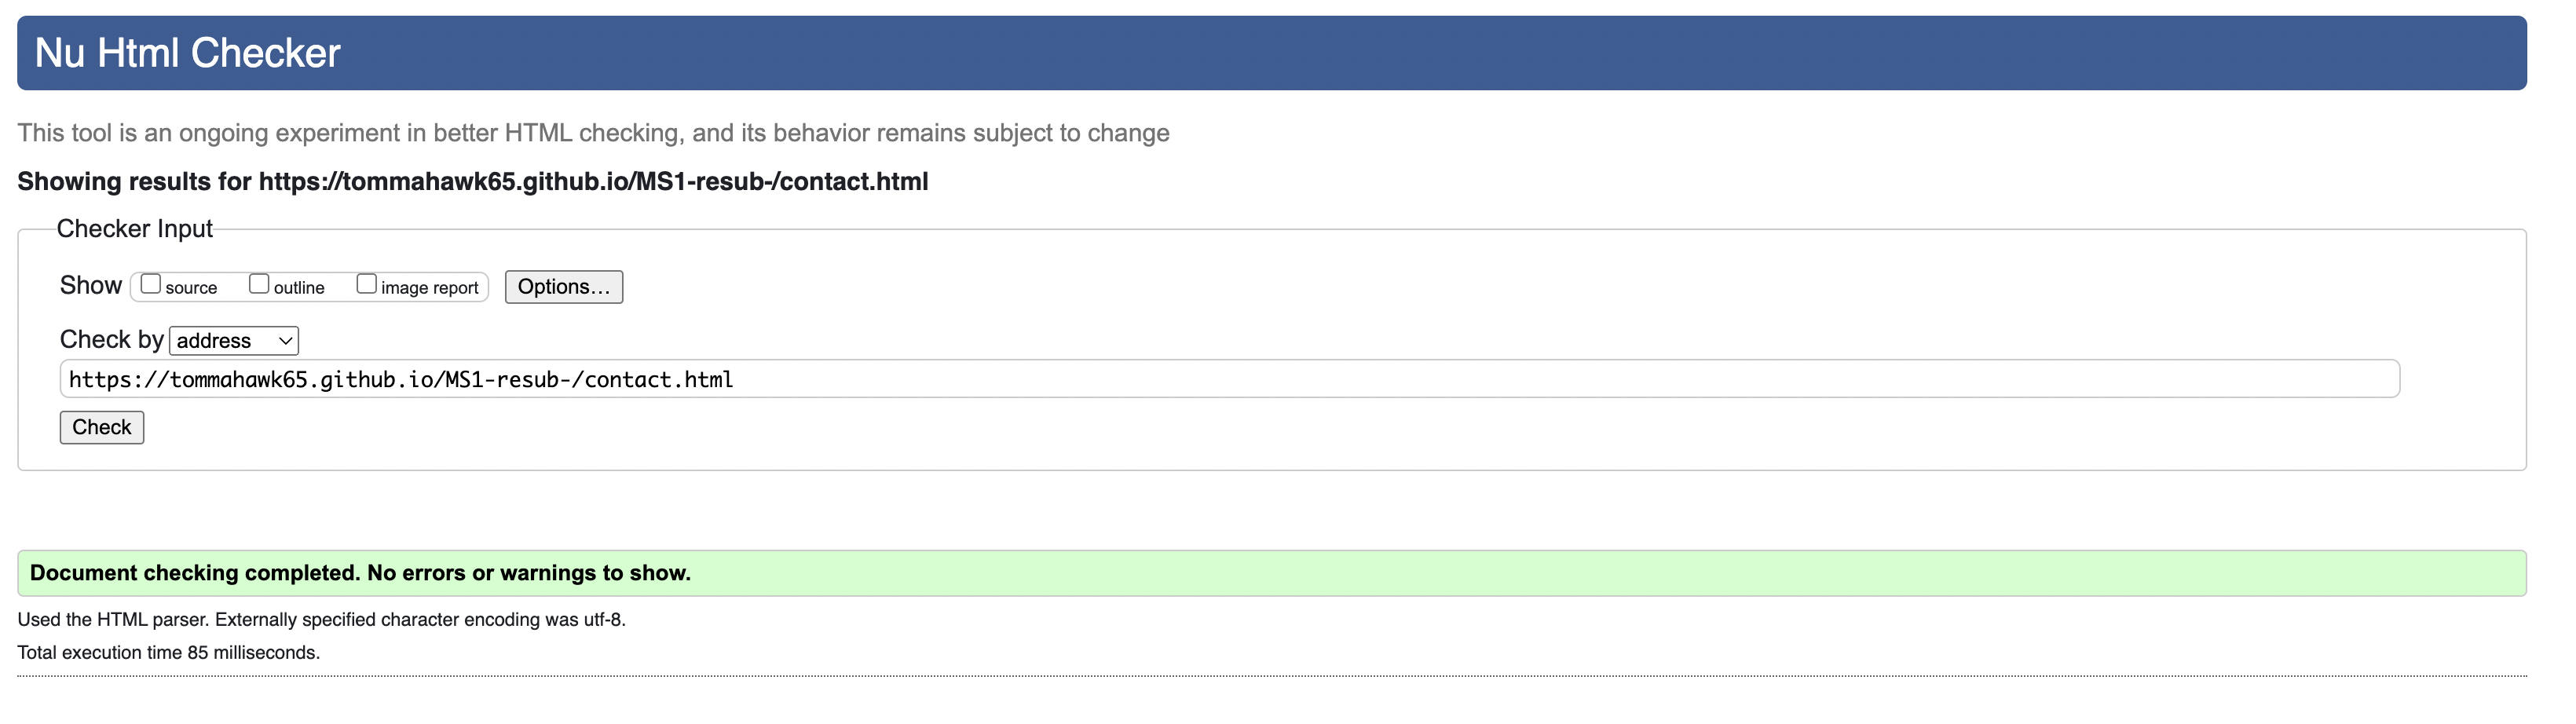 Nu Html Checker
This tool is an ongoing experiment in better HTML checking, and its behavior remains subject to change
Showing results for https://tommahawk65.github.io/MS1-resub-/contact.html
Checker Input
Show source outline image report Options...
Check by address
https://tommahawk65.github.io/MS1-resub-/contact.html
Check
Document checking completed. No errors or warnings to show.
Used the HTML parser. Externally specified character encoding was utf-8.
Total execution time 85 milliseconds.